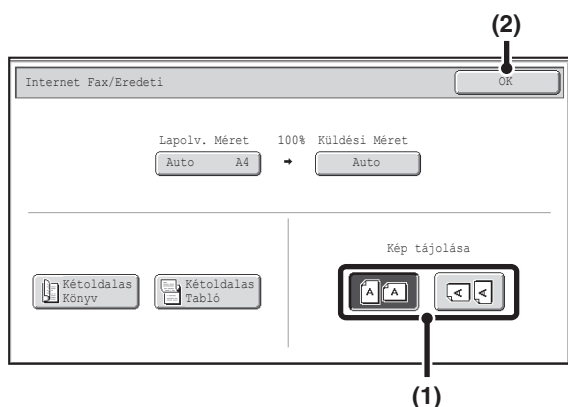 (2)
Internet Fax/Eredeti
OK
Lapolv. Méret 100% Küldési Méret
Auto A4 → Auto
Kép tájolása
Kétoldalas Könyv
Kétoldalas Tabló
A A A A
(1)